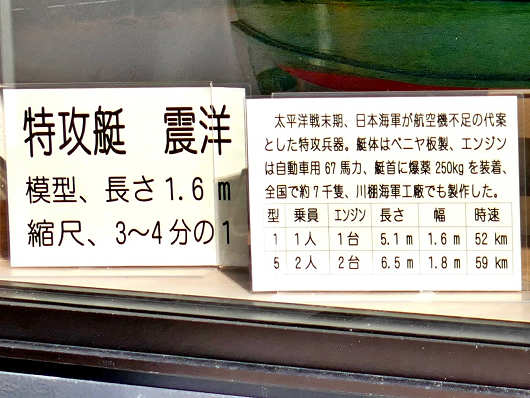 特攻艇 震洋
模型、長さ1.6m
縮尺、3～4分の1
太平洋戦末期、日本海軍が航空機不足の代案
とした特攻兵器。艇体はベニヤ板製、エンジン
は自動車用67馬力、艇首に爆薬250kgを装着、
全国で約7千隻、川棚海軍工廠でも製作した。
型 乗員 エンジン 長さ 幅 時速
1 1人 1台 5.1m 1.6m 52km
5 2人 2台 6.5m 1.8m 59km